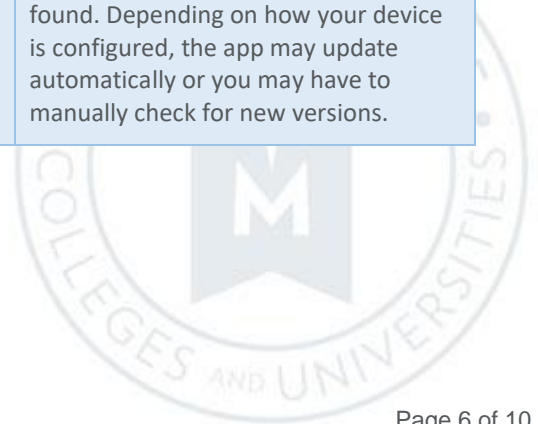 found. Depending on how your device
is configured, the app may update
automatically or you may have to
manually check for new versions.
M
COLLEGES AND UNIVERSITIES
Page 6 of 10